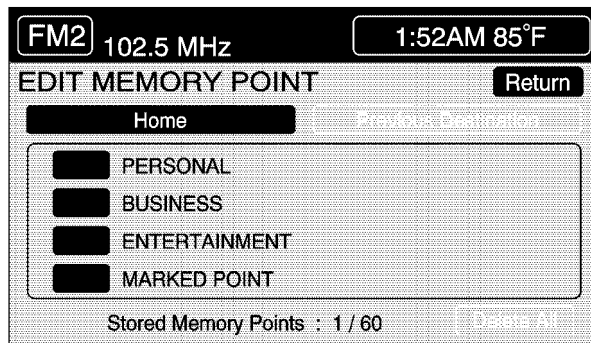 FM2 102.5 MHz 1:52AM 85°F
EDIT MEMORY POINT Return
Home Previous Destination
PERSONAL
BUSINESS
ENTERTAINMENT
MARKED POINT
Stored Memory Points : 1 / 60 Delete All